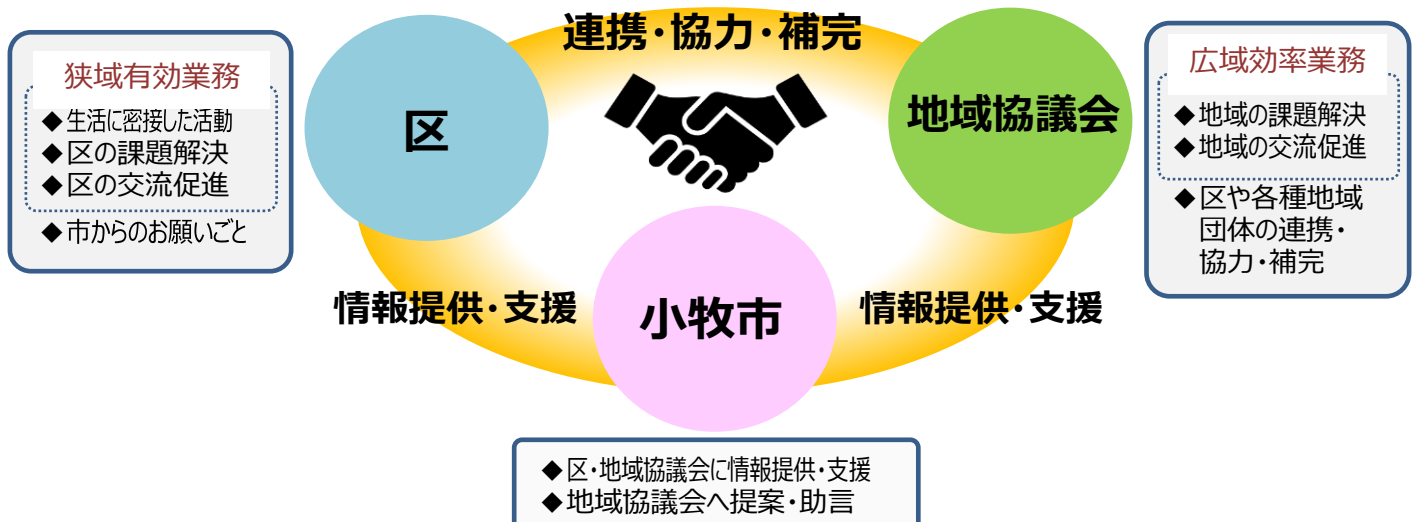 連携・協力・補完
狭域有効業務
◆生活に密接した活動
◆区の課題解決
◆区の交流促進
◆市からのお願いごと
区
地域協議会
広域効率業務
◆地域の課題解決
◆地域の交流促進
◆区や各種地域
団体の連携・
協力・補完
情報提供・支援
小牧市
情報提供・支援
◆区・地域協議会に情報提供・支援
◆地域協議会へ提案・助言